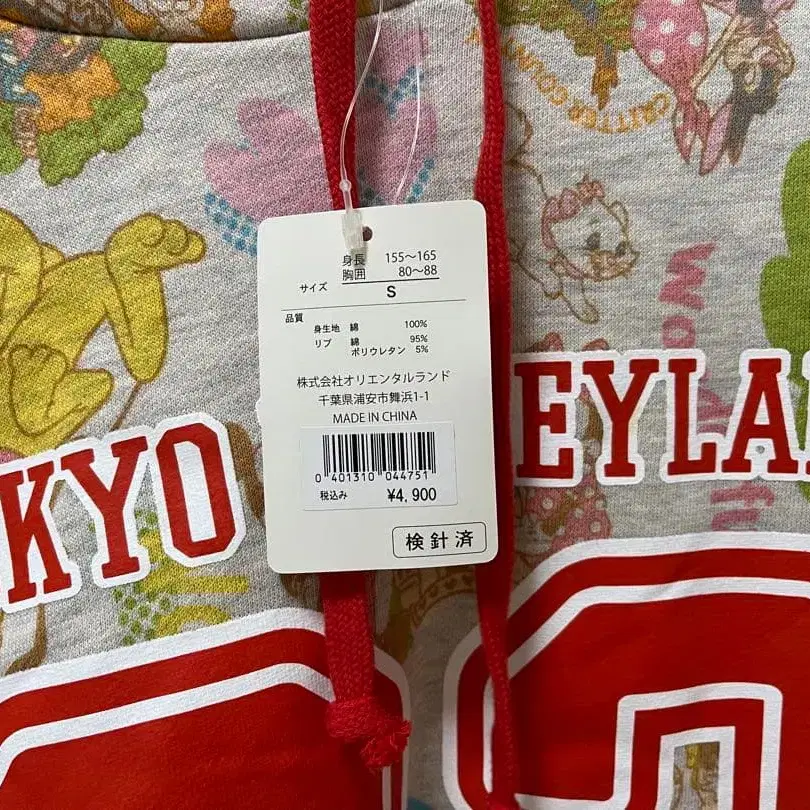 CRITTER COUNT
身長 155～165
胸囲 80～88
サイズ S
品質
身生地 綿 100%
リブ 綿 95%
ポリウレタン 5%
株式会社オリエンタルランド
千葉県浦安市舞浜1-1
MADE IN CHINA
0 401310 044751
税込み ¥4,900
検針済
KYO
EYLA